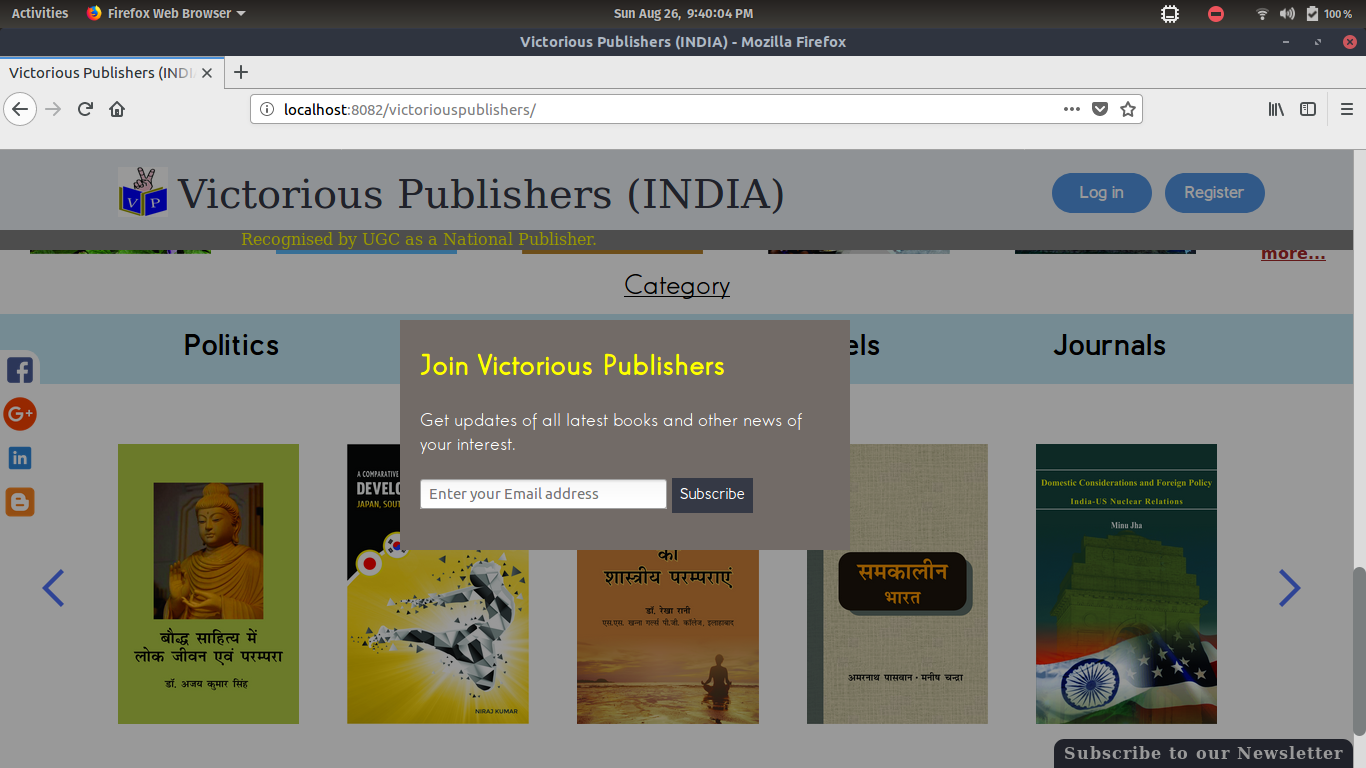 Activities
Firefox Web Browser
Sun Aug 26, 9:40:04 PM
100 %
Victorious Publishers (INDIA) - Mozilla Firefox
Victorious Publishers (INDI
localhost:8082/victoriouspublishers/
V P
Victorious Publishers (INDIA)
Log in
Register
Recognised by UGC as a National Publisher.
more...
Category
Politics
els
Journals
Join Victorious Publishers
Get updates of all latest books and other news of
your interest.
Enter your Email address
Subscribe
बौद्ध साहित्य में
लोक जीवन एवं परम्परा
डॉ. अजय कुमार सिंह
A COMPARATIVE
DEVELO
JAPAN, SOUT
NIRAJ KUMAR
की
शास्त्रीय परम्पराएं
डॉ. रेखा रानी
एस.एस. खन्ना गर्ल्स पी.जी. कॉलेज, इलाहाबाद
समकालीन
भारत
अमरनाथ पासवान · मनीष चन्द्रा
Domestic Considerations and Foreign Policy
India-US Nuclear Relations
Minu Jha
Subscribe to our Newsletter